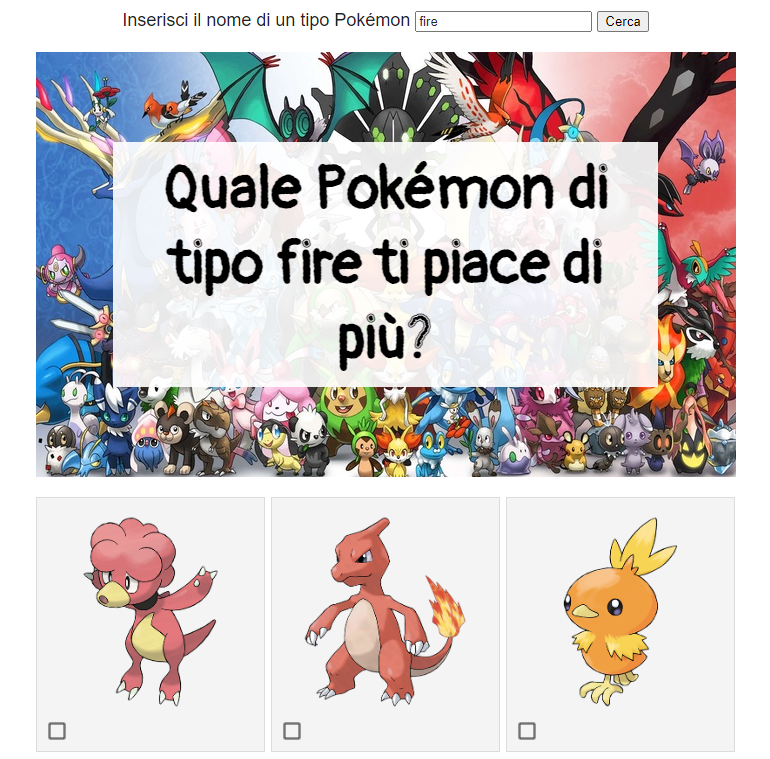 Inserisci il nome di un tipo Pokémon fire Cerca
Quale Pokémon di
tipo fire ti piace di
più?